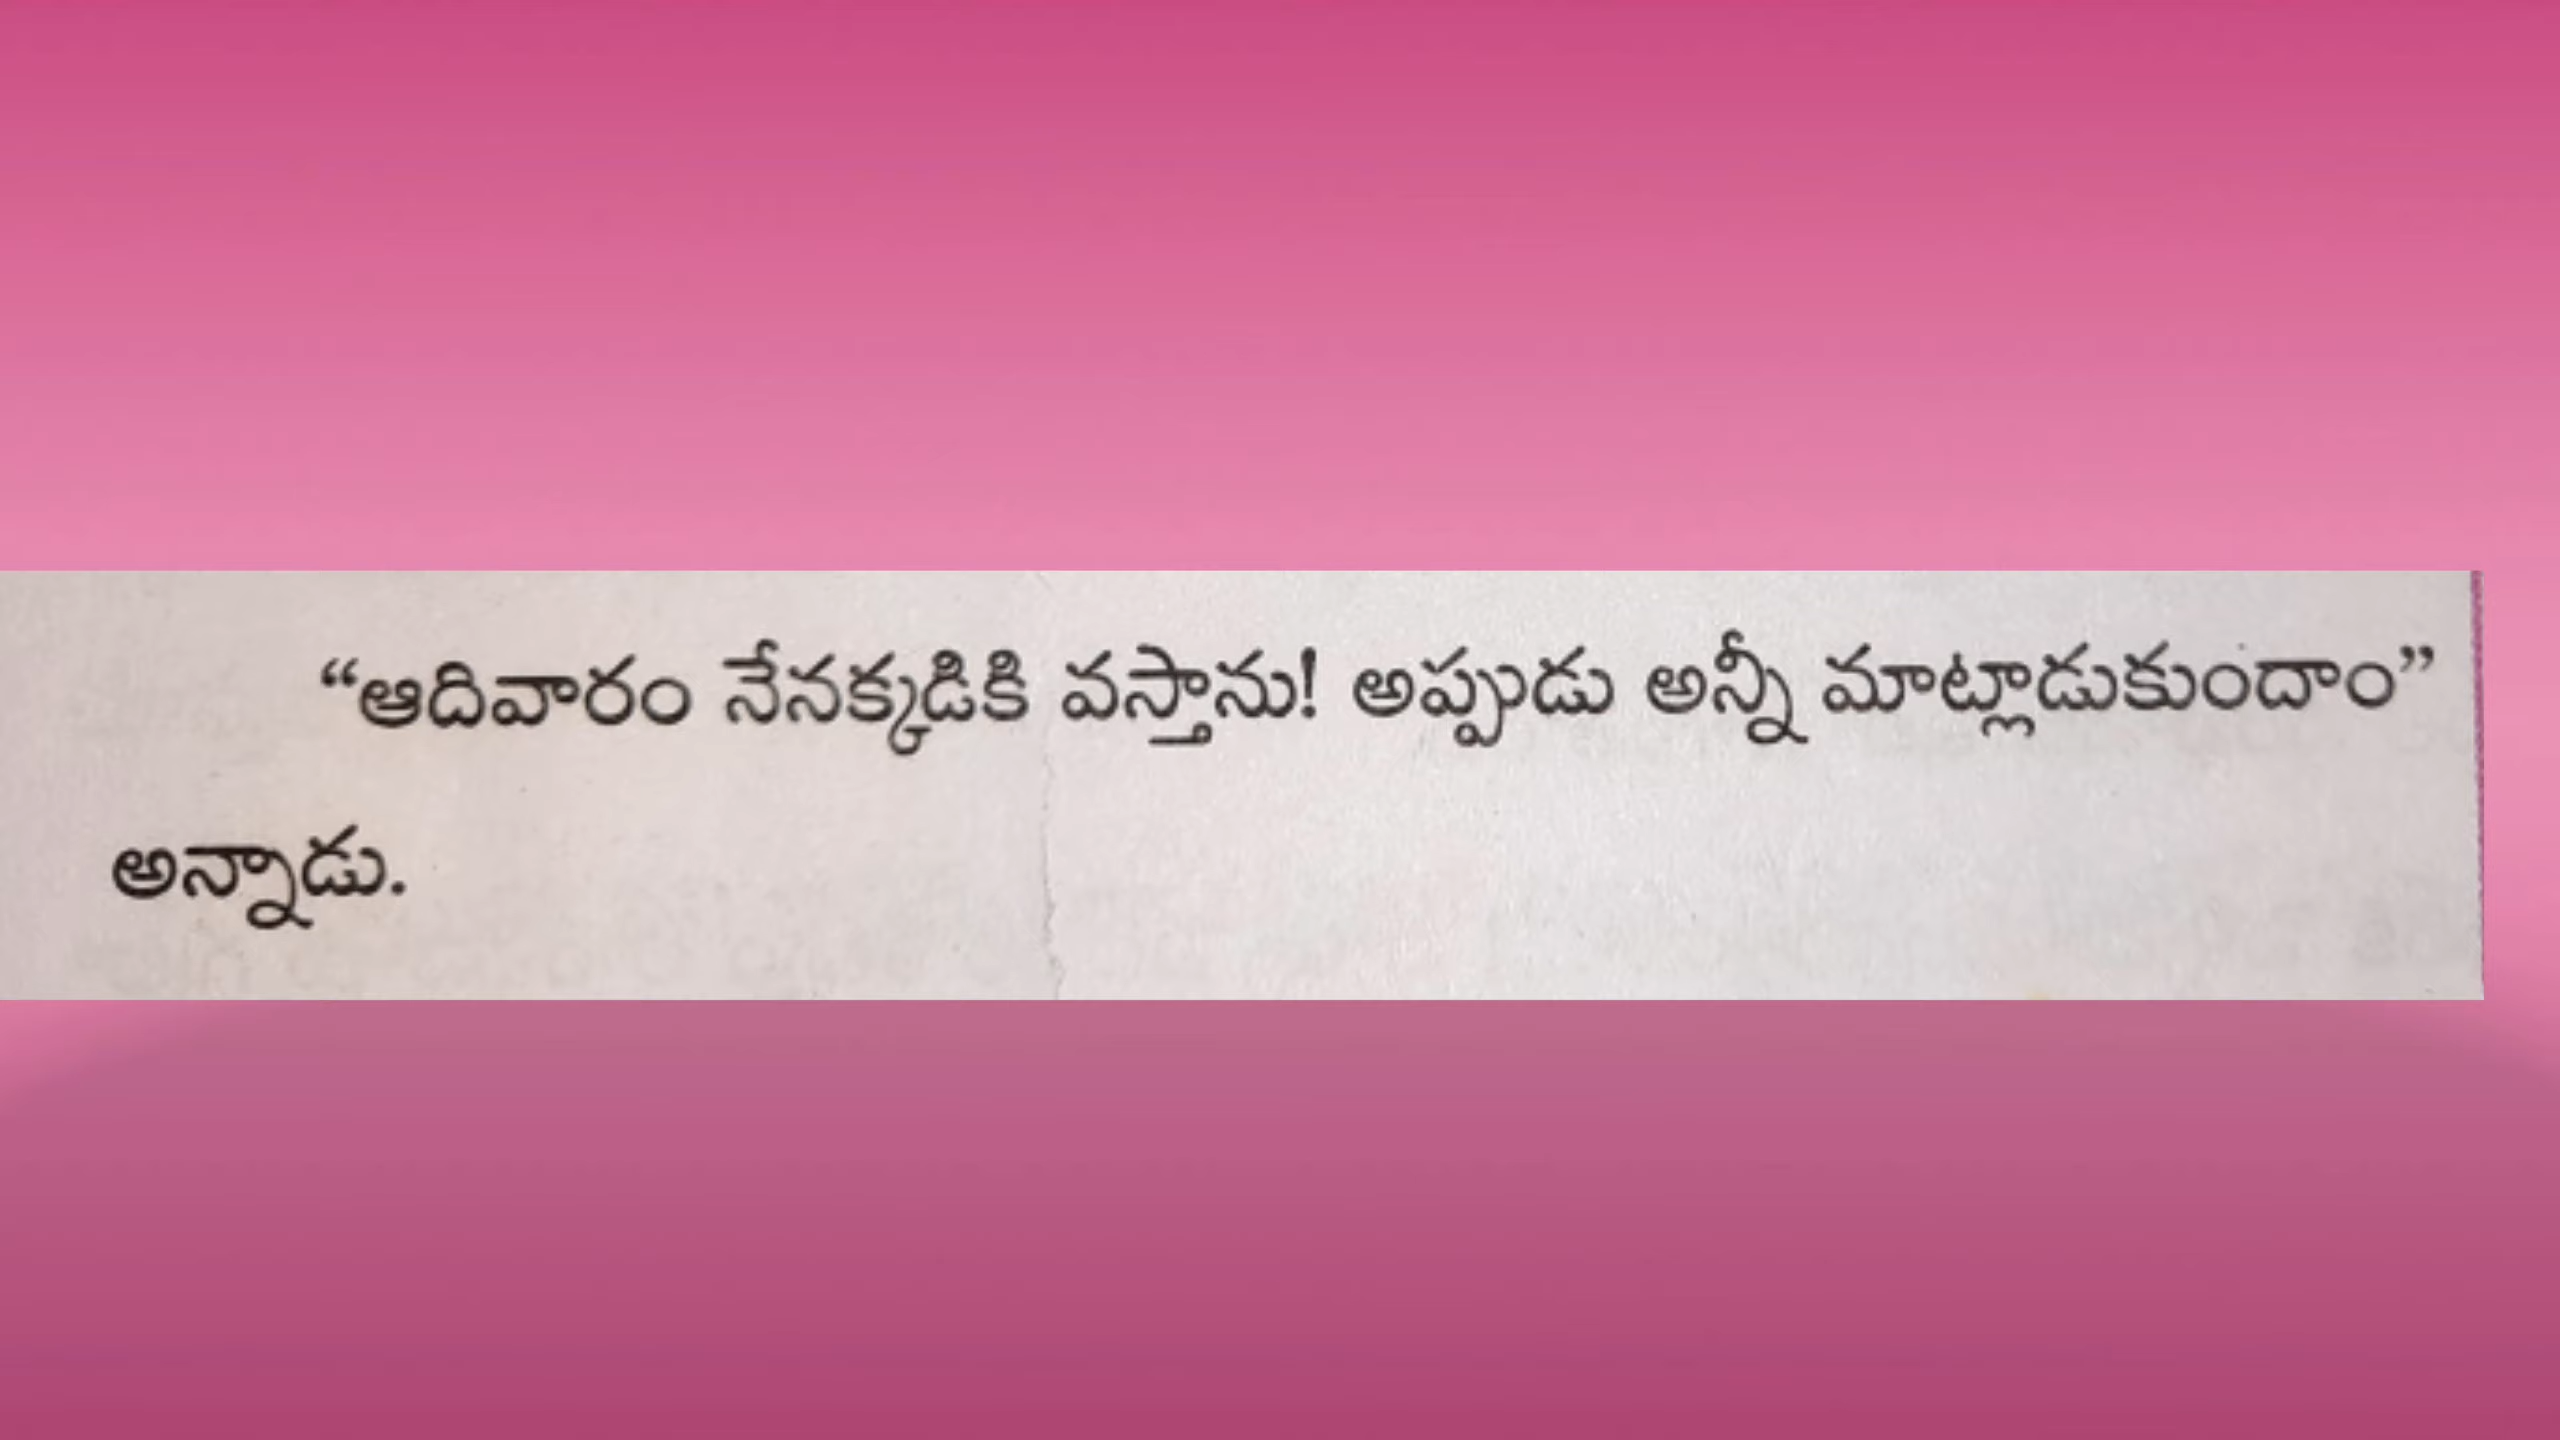 “ఆదివారం నేనక్కడికి వస్తాను! అప్పుడు అన్నీ మాట్లాడుకుందాం”
అన్నాడు.